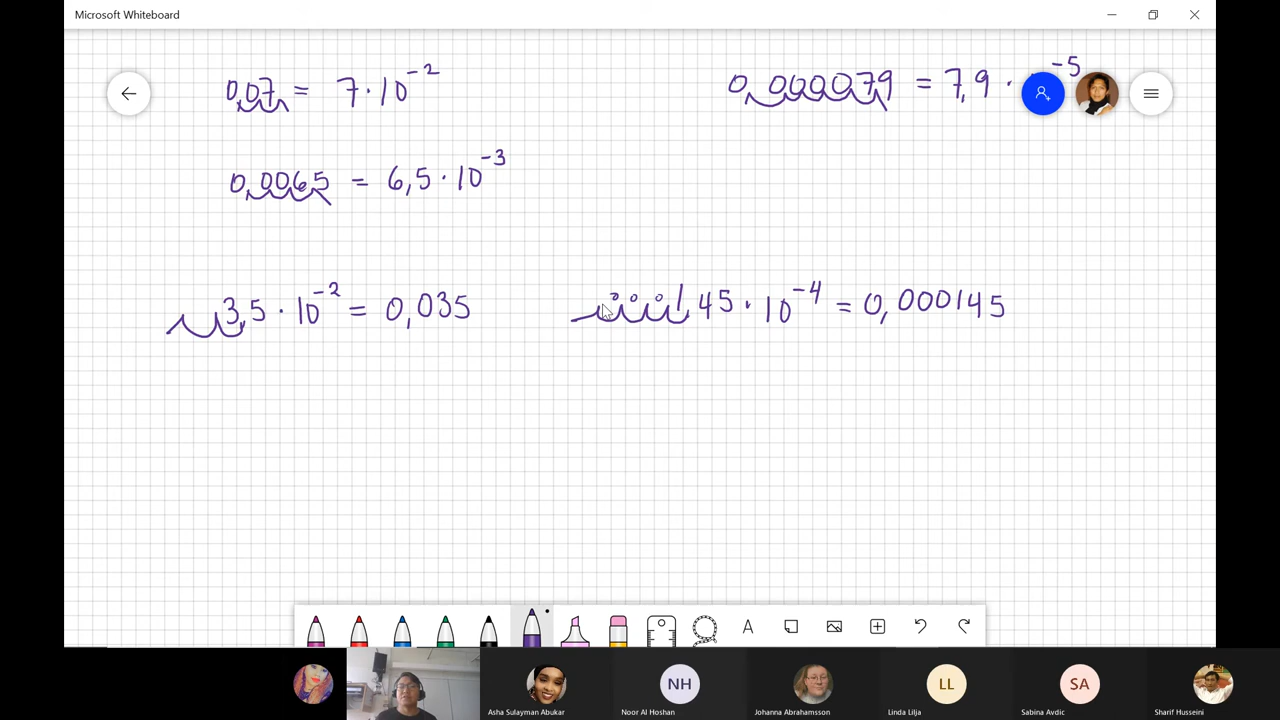 Microsoft Whiteboard
0,07 = 7·10⁻²
0,000079 = 7,9 · ⁻⁵
0,0065 = 6,5·10⁻³
3,5·10⁻² = 0,035
1,45·10⁻⁴ = 0,000145
A
NH
LL
SA
Asha Sulayman Abukar
Noor Al Hoshan
Johanna Abrahamsson
Linda Lilja
Sabina Avdic
Sharif Husseini